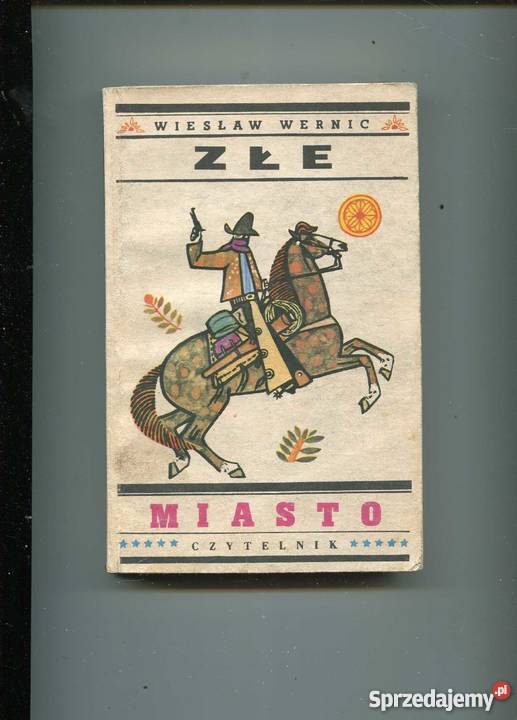 WIESŁAW WERNIC
ZŁE
MIASTO
CZYTELNIK
Sprzedajemy.pl